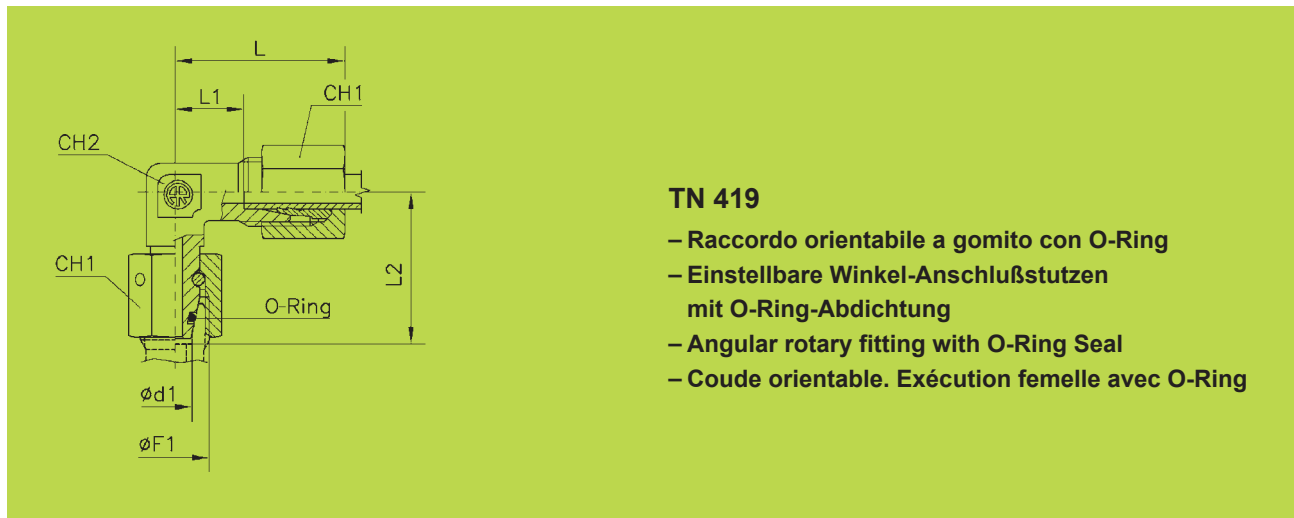 L
L1
CH1
CH2
CH1
O-Ring
L2
ød1
øF1
TN 419
– Raccordo orientabile a gomito con O-Ring
– Einstellbare Winkel-Anschlußstutzen
mit O-Ring-Abdichtung
– Angular rotary fitting with O-Ring Seal
– Coude orientable. Exécution femelle avec O-Ring